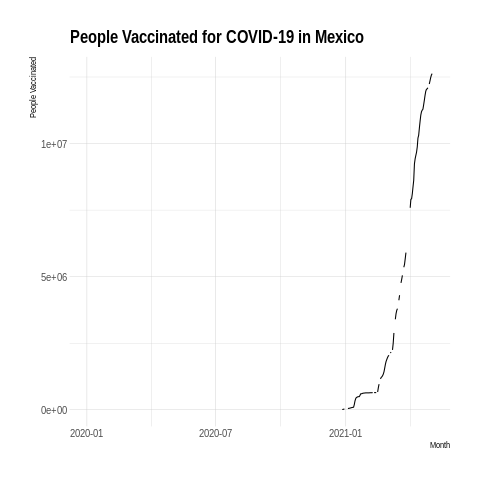 People Vaccinated for COVID-19 in Mexico
People Vaccinated
1e+07
5e+06
0e+00
2020-01
2020-07
2021-01
Month